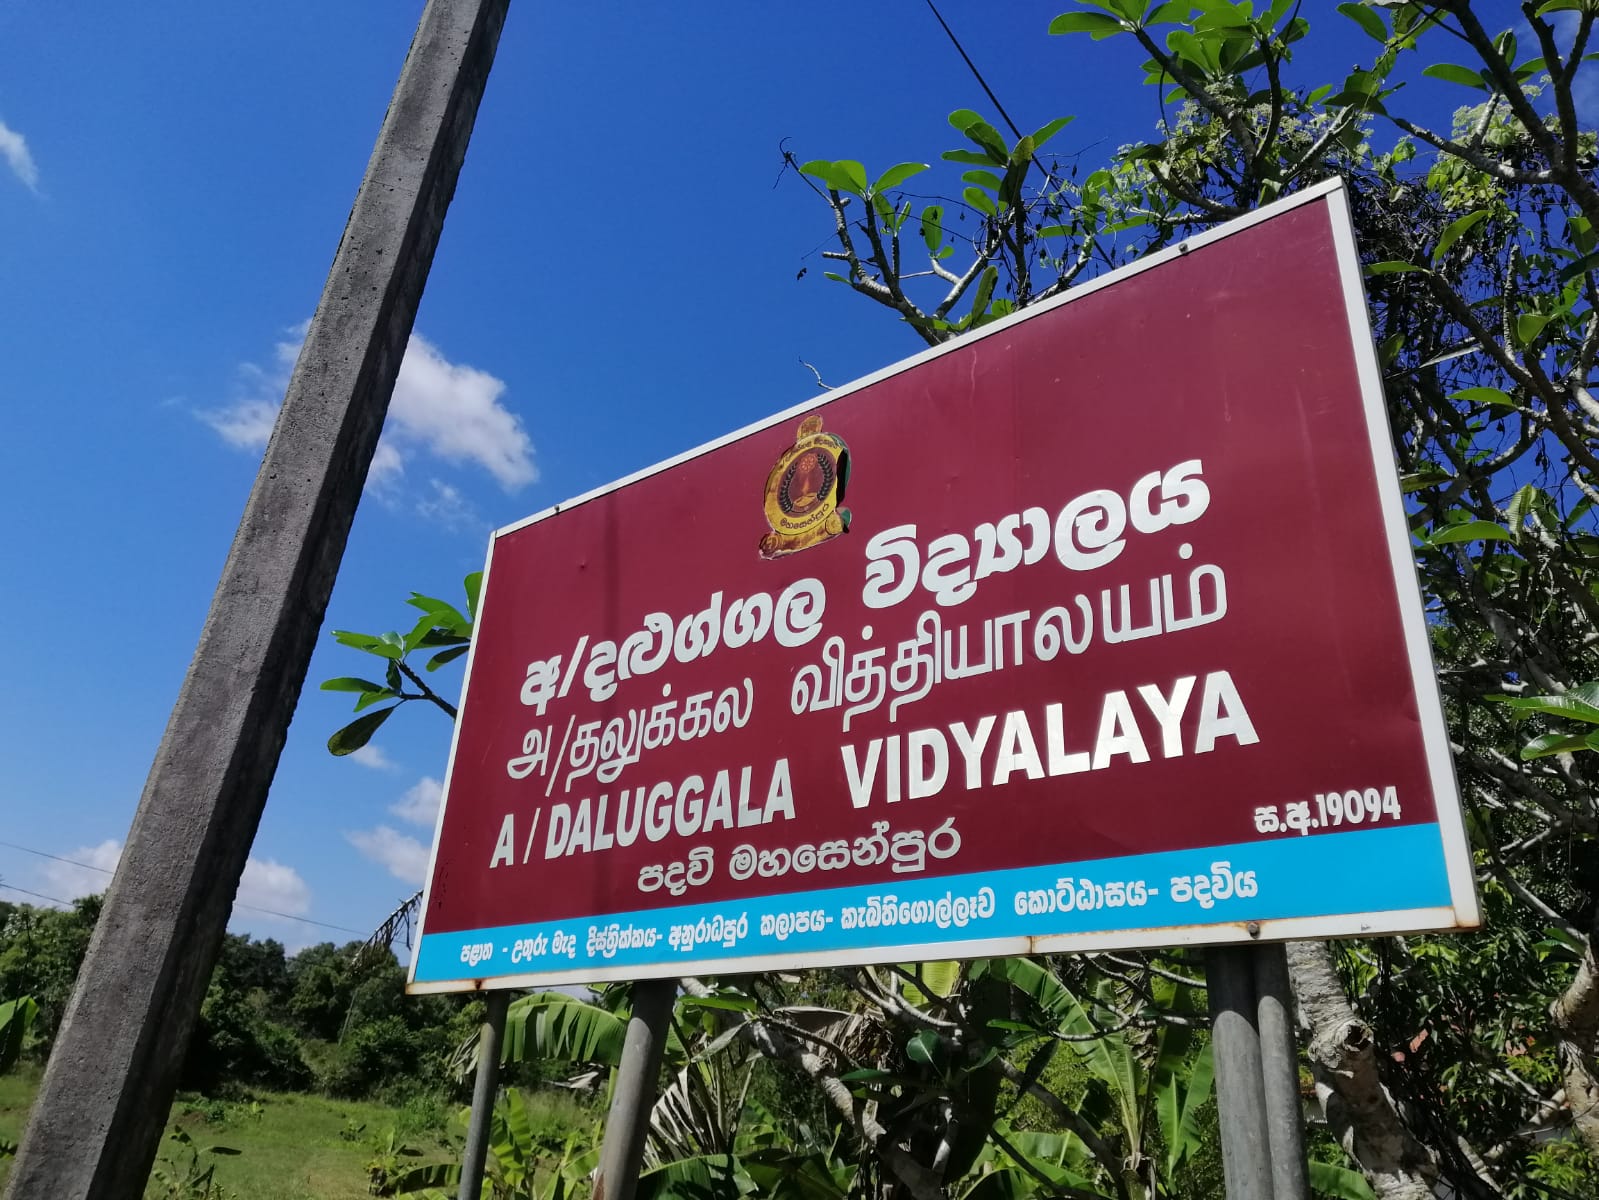 මහසෙන්පුර
අ/දළුග්ගල විද්‍යාලය
அ/தலுக்கல வித்தியாலயம்
A / DALUGGALA VIDYALAYA
පදවි මහසෙන්පුර
ස.අ.19094
පළාත - උතුරු මැද දිස්ත්‍රික්කය- අනුරාධපුර කලාපය- කැබිතිගොල්ලෑව කොට්ඨාසය- පදවිය